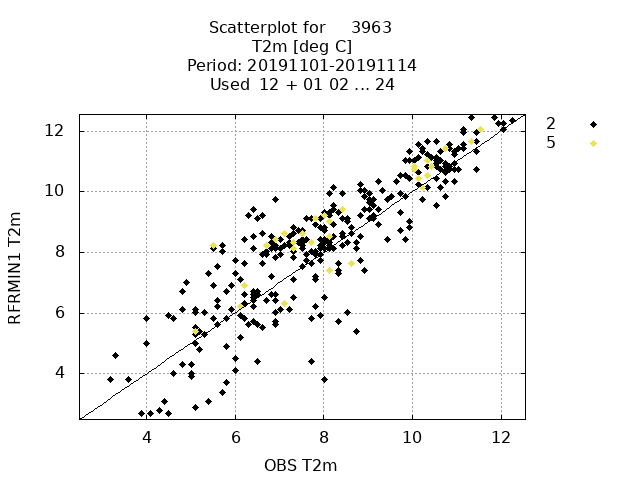 Scatterplot for 3963
T2m [deg C]
Period: 20191101-20191114
Used 12 + 01 02 ... 24
2
5
12
10
8
6
4
RFRMIN1 T2m
4 6 8 10 12
OBS T2m